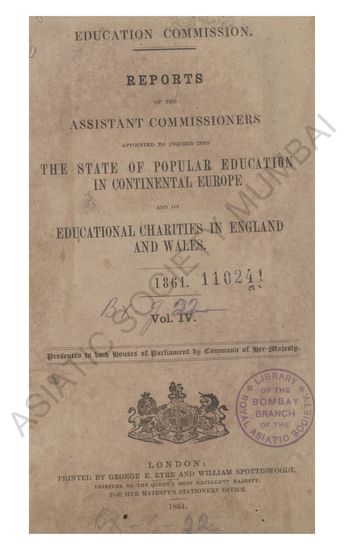 EDUCATION COMMISSION.
REPORTS
OF THE
ASSISTANT COMMISSIONERS
APPOINTED TO INQUIRE INTO
THE STATE OF POPULAR EDUCATION
IN CONTINENTAL EUROPE
AND ON
EDUCATIONAL CHARITIES IN ENGLAND
AND WALES.
1861. 110241
Vol. IV.
Presented to both Houses of Parliament by Command of Her Majesty.
LIBRARY
OF THE
BOMBAY
BRANCH
OF THE
ROYAL ASIATIC SOCIETY
LONDON:
PRINTED BY GEORGE E. EYRE AND WILLIAM SPOTTISWOODE,
PRINTERS TO THE QUEEN'S MOST EXCELLENT MAJESTY.
FOR HER MAJESTY'S STATIONERY OFFICE.
1861.
22
ASIATIC SOCIETY MUMBAI